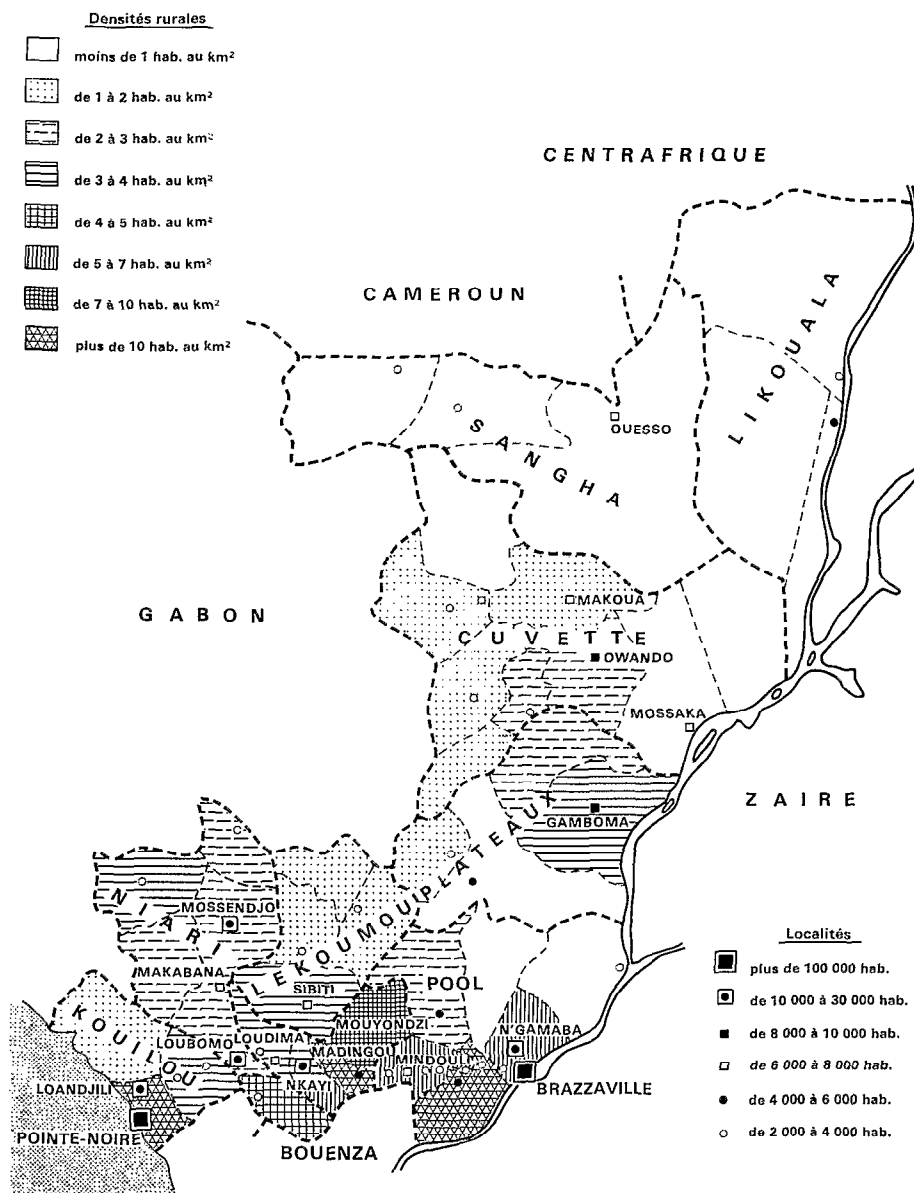 Densités rurales
moins de 1 hab. au km²
de 1 à 2 hab. au km²
de 2 à 3 hab. au km²
de 3 à 4 hab. au km²
de 4 à 5 hab. au km²
de 5 à 7 hab. au km²
de 7 à 10 hab. au km²
plus de 10 hab. au km²
CENTRAFRIQUE
CAMEROUN
LIKOUALA
SANGHA
OUESSO
GABON
MAKOUA
CUVETTE
OWANDO
MOSSAKA
ZAIRE
PLATEAUX
GAMBOMA
NIARI
MOSSENDJO
LEKOUMOU
MAKABANA
SIBITI
POOL
KOUILOU
MOUYONDZI
N'GAMABA
LOUBOMO
LOUDIMA
MADINGOU
MINDOULI
NKAYI
BRAZZAVILLE
LOANDJILI
POINTE-NOIRE
BOUENZA
Localités
plus de 100 000 hab.
de 10 000 à 30 000 hab.
de 8 000 à 10 000 hab.
de 6 000 à 8 000 hab.
de 4 000 à 6 000 hab.
de 2 000 à 4 000 hab.